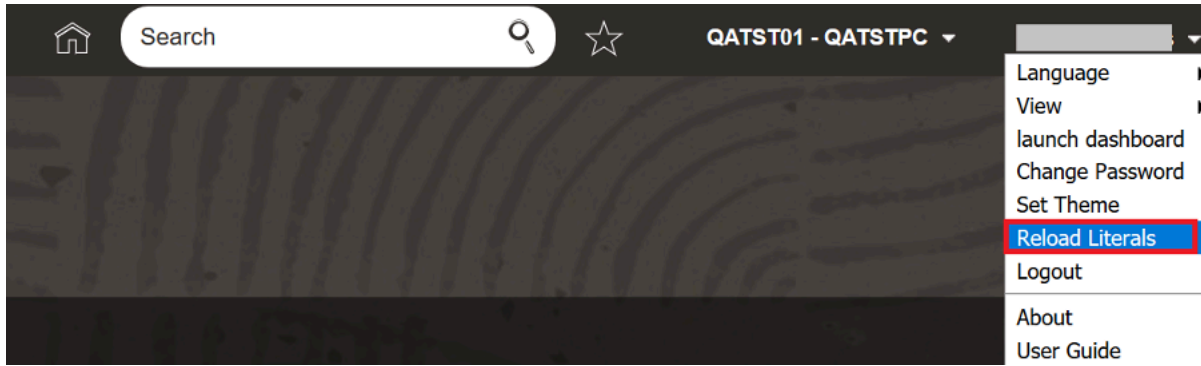 Search
QATST01 - QATSTPC
Language
View
launch dashboard
Change Password
Set Theme
Reload Literals
Logout
About
User Guide